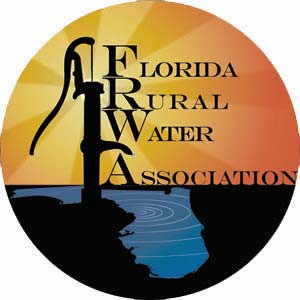 FLORIDA
RURAL
WATER
ASSOCIATION